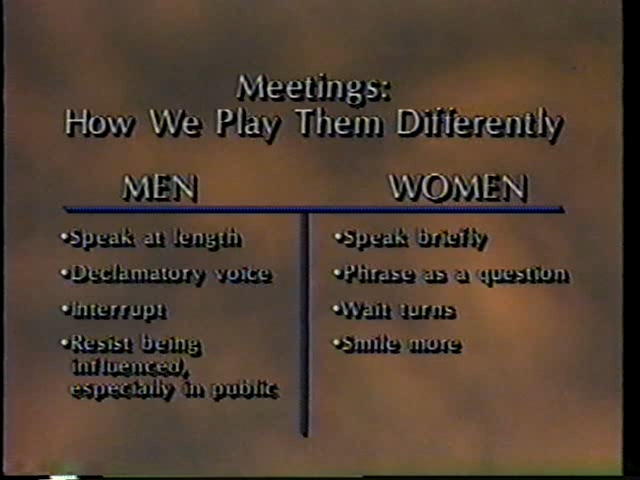 Meetings:
How We Play Them Differently
MEN
WOMEN
•Speak at length
•Declamatory voice
•Interrupt
•Resist being
influenced,
especially in public
•Speak briefly
•Phrase as a question
•Wait turns
•Smile more